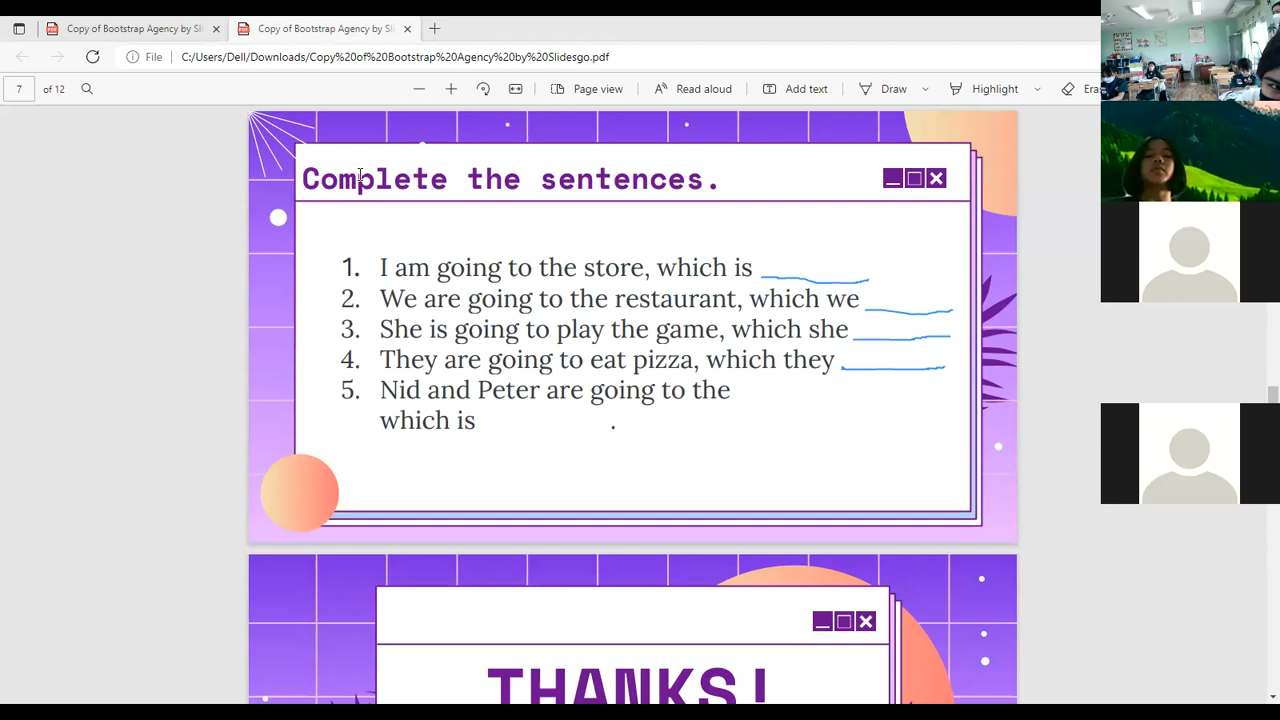 Copy of Bootstrap Agency by Sli
Copy of Bootstrap Agency by Sli
File C:/Users/Dell/Downloads/Copy%20of%20Boostrap%20Agency%20by%20Slidesgo.pdf
7 of 12 Page view Read aloud Add text Draw Highlight Era
Complete the sentences.
1. I am going to the store, which is
2. We are going to the restaurant, which we
3. She is going to play the game, which she
4. They are going to eat pizza, which they
5. Nid and Peter are going to the
which is .
THANKS!